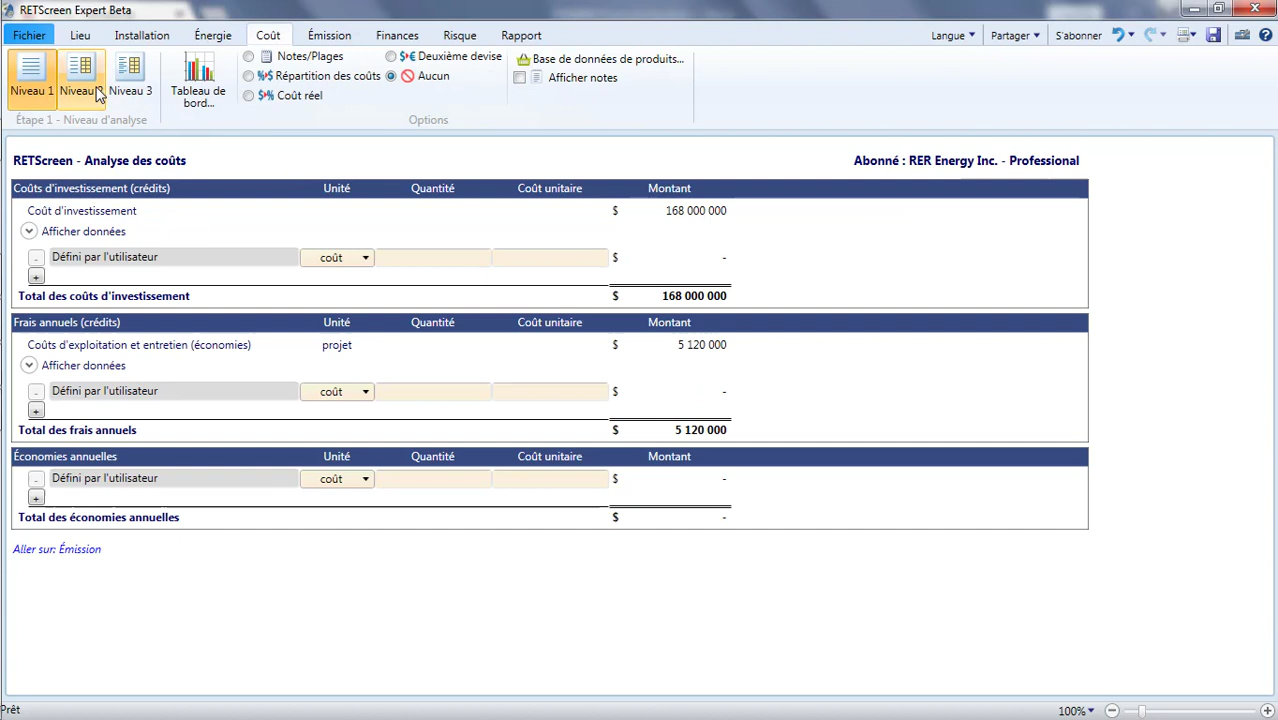 RETScreen Expert Beta
Fichier Lieu Installation Énergie Coût Émission Finances Risque Rapport Langue Partager S'abonner
Niveau 1 Niveau Niveau 3 Tableau de bord... Notes/Plages Deuxième devise Base de données de produits...
Répartition des coûts Aucun Afficher notes
Coût réel
Étape 1 - Niveau d'analyse Options
RETScreen - Analyse des coûts Abonné : RER Energy Inc. - Professional
Coûts d'investissement (crédits) Unité Quantité Coût unitaire Montant
Coût d'investissement $ 168 000 000
Afficher données
- Défini par l'utilisateur coût $ -
+
Total des coûts d'investissement $ 168 000 000
Frais annuels (crédits) Unité Quantité Coût unitaire Montant
Coûts d'exploitation et entretien (économies) projet $ 5 120 000
Afficher données
- Défini par l'utilisateur coût $ -
+
Total des frais annuels $ 5 120 000
Économies annuelles Unité Quantité Coût unitaire Montant
- Défini par l'utilisateur coût $ -
+
Total des économies annuelles $ -
Aller sur: Émission
Prêt 100%